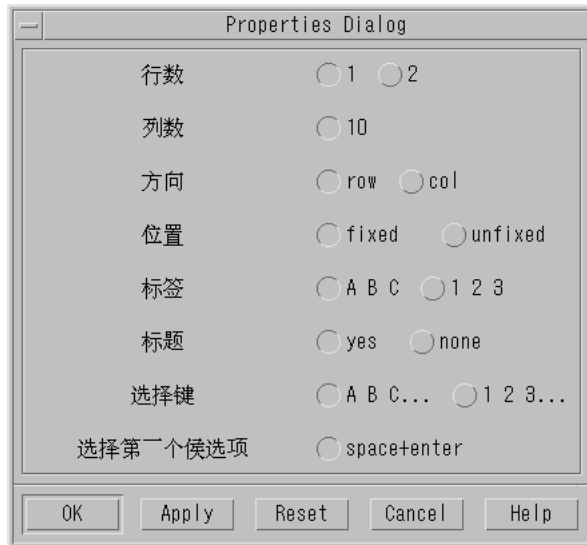 Properties Dialog
行数 1 2
列数 10
方向 row col
位置 fixed unfixed
标签 A B C 1 2 3
标题 yes none
选择键 A B C... 1 2 3...
选择第一个侯选项 space+enter
OK Apply Reset Cancel Help